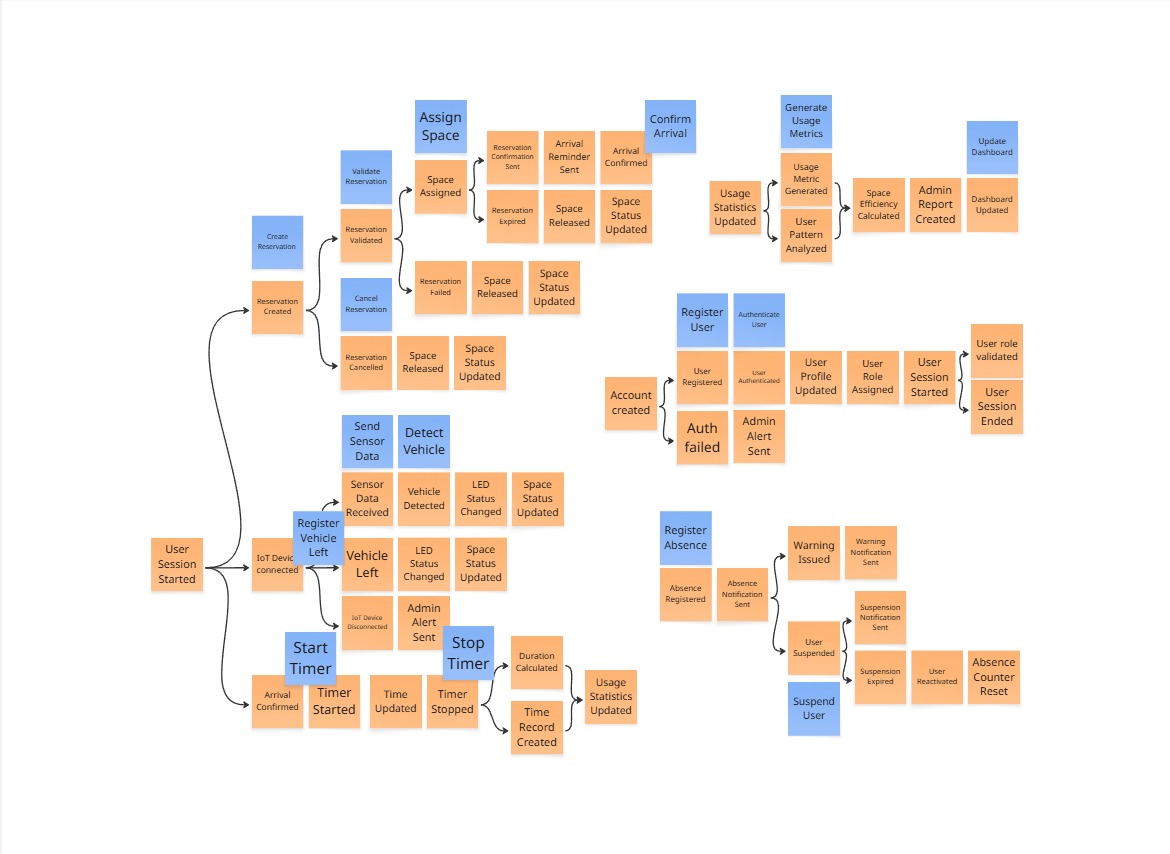 Assign
Space
Confirm
Arrival
Reservation
Confirmation
Sent
Arrival
Reminder
Sent
Arrival
Confirmed
Validate
Reservation
Space
Assigned
Reservation
Expired
Space
Released
Space
Status
Updated
Create
Reservation
Reservation
Validated
Reservation
Created
Cancel
Reservation
Reservation
Failed
Space
Released
Space
Status
Updated
Reservation
Cancelled
Space
Released
Space
Status
Updated
Generate
Usage
Metrics
Update
Dashboard
Usage
Statistics
Updated
Usage
Metric
Generated
User
Pattern
Analyzed
Space
Efficiency
Calculated
Admin
Report
Created
Dashboard
Updated
Register
User
Authenticate
User
Account
created
User
Registered
User
Authenticated
User
Profile
Updated
User
Role
Assigned
User
Session
Started
User role
validated
User
Session
Ended
Auth
failed
Admin
Alert
Sent
Send
Sensor
Data
Detect
Vehicle
Sensor
Data
Received
Vehicle
Detected
LED
Status
Changed
Space
Status
Updated
User
Session
Started
IoT Devic
connected
Register
Vehicle
Left
Vehicle
Left
LED
Status
Changed
Space
Status
Updated
IoT Device
Disconnected
Admin
Alert
Sent
Start
Timer
Stop
Timer
Arrival
Confirmed
Timer
Started
Time
Updated
Timer
Stopped
Duration
Calculated
Time
Record
Created
Usage
Statistics
Updated
Register
Absence
Absence
Registered
Absence
Notification
Sent
Warning
Issued
Warning
Notification
Sent
User
Suspended
Suspension
Notification
Sent
Suspension
Expired
User
Reactivated
Absence
Counter
Reset
Suspend
User